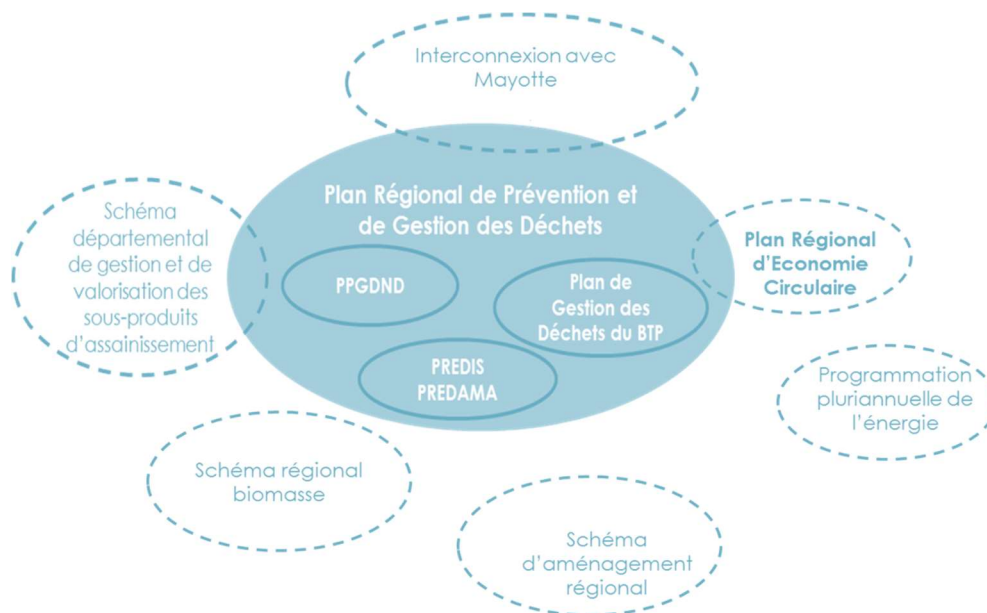 Interconnexion avec
Mayotte
Plan Régional de Prévention et
de Gestion des Déchets
Schéma
départemental
de gestion et de
valorisation des
sous-produits
d’assainissement
PPGDND
Plan de
Gestion des
Déchets du BTP
PREDIS
PREDAMA
Plan Régional
d’Economie
Circulaire
Programmation
pluriannuelle de
l’énergie
Schéma régional
biomasse
Schéma
d’aménagement
régional